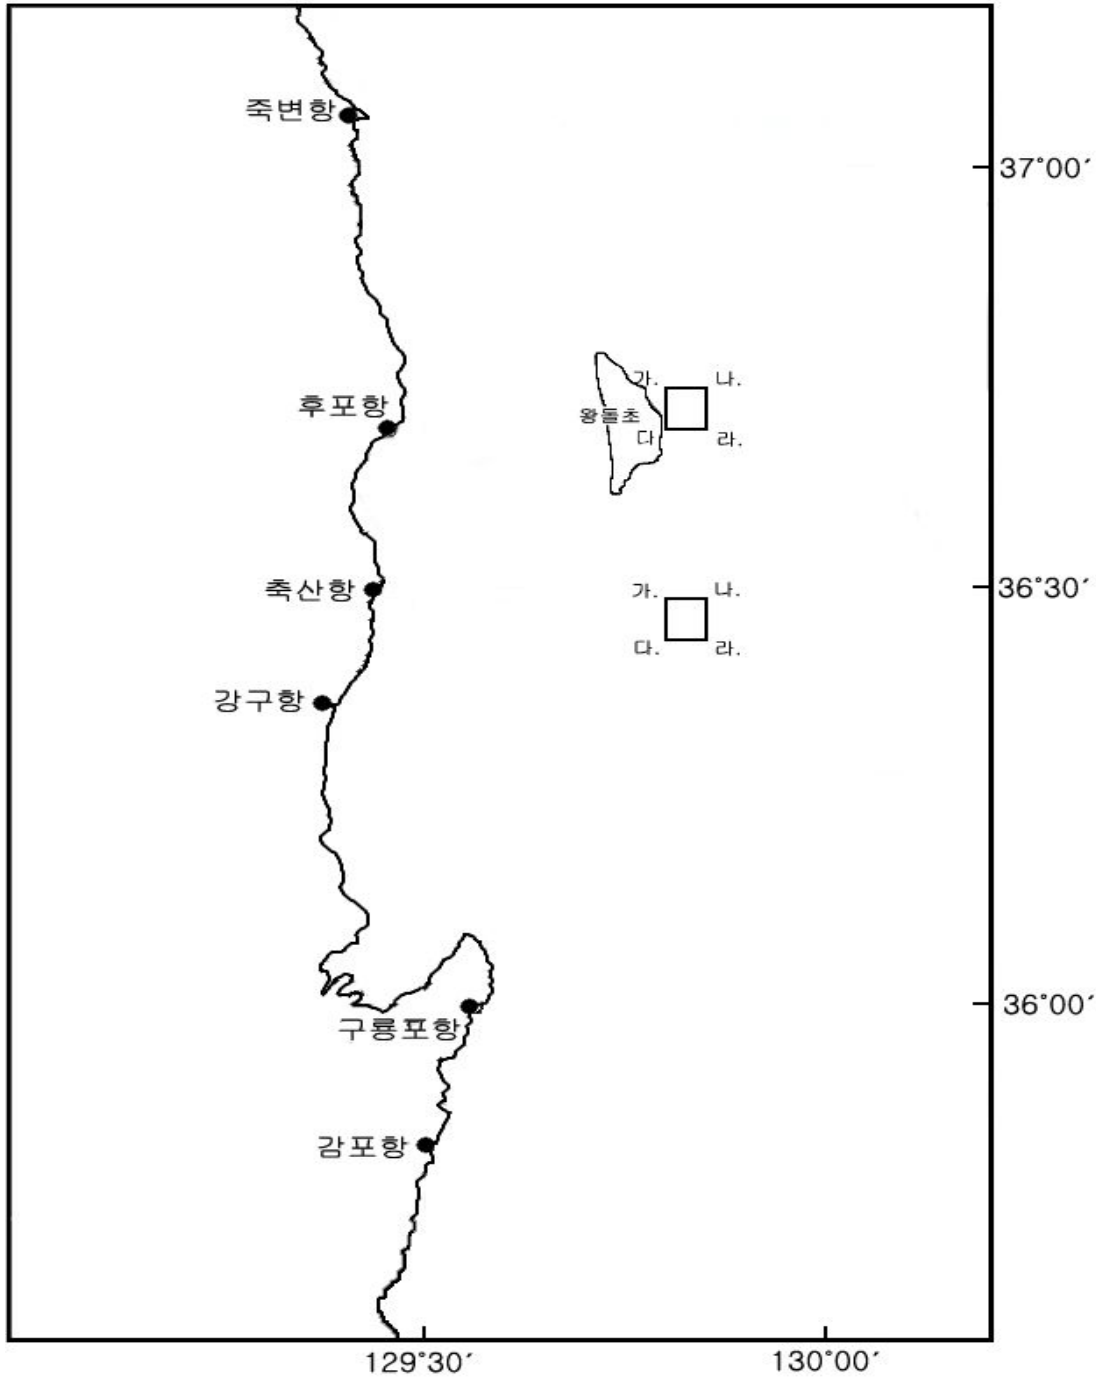 죽변항
37°00′
가. 나.
후포항
왕돌초
다 라.
36°30′
가. 나.
축산항
다. 라.
강구항
36°00′
구룡포항
감포항
129°30′
130°00′